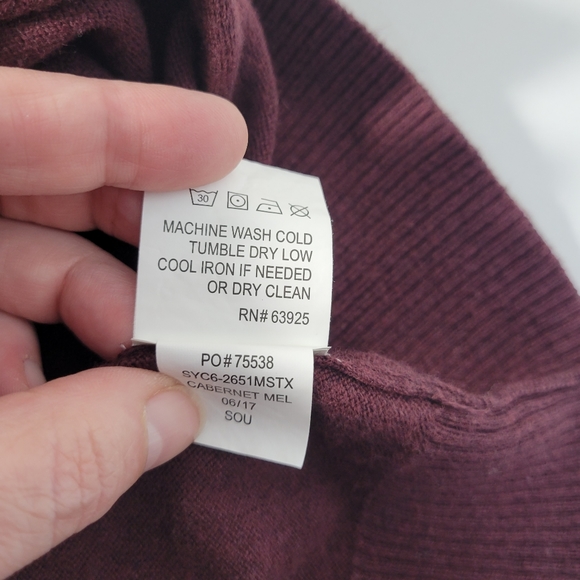 30
MACHINE WASH COLD
TUMBLE DRY LOW
COOL IRON IF NEEDED
OR DRY CLEAN
RN# 63925
PO#75538
SYC6-2651MSTX
CABERNET MEL
06/17
SOU